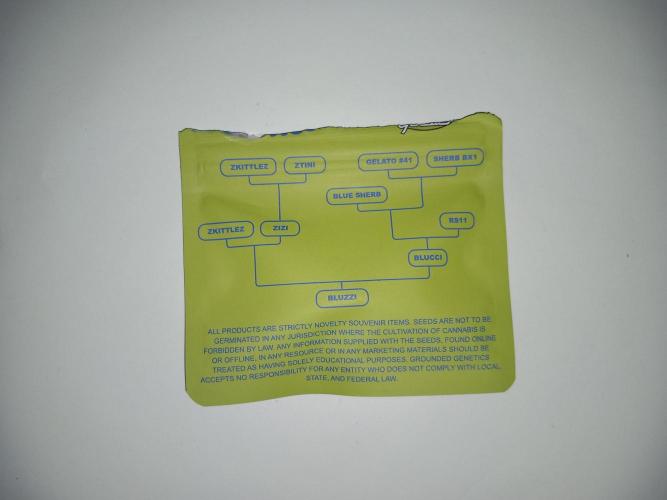 ZKITTLEZ ZTINI GELATO #41 SHERB BX1
BLUE SHERB
ZKITTLEZ ZIZI RS11
BLUCCI
BLUZZI
ALL PRODUCTS ARE STRICTLY NOVELTY SOUVENIR ITEMS. SEEDS ARE NOT TO BE
GERMINATED IN ANY JURISDICTION WHERE THE CULTIVATION OF CANNABIS IS
FORBIDDEN BY LAW. ANY INFORMATION SUPPLIED WITH THE SEEDS, FOUND ONLINE
OR OFFLINE, IN ANY RESOURCE OR IN ANY MARKETING MATERIALS SHOULD BE
TREATED AS HAVING SOLELY EDUCATIONAL PURPOSES. GROUNDED GENETICS
ACCEPTS NO RESPONSIBILITY FOR ANY ENTITY WHO DOES NOT COMPLY WITH LOCAL,
STATE, AND FEDERAL LAW.